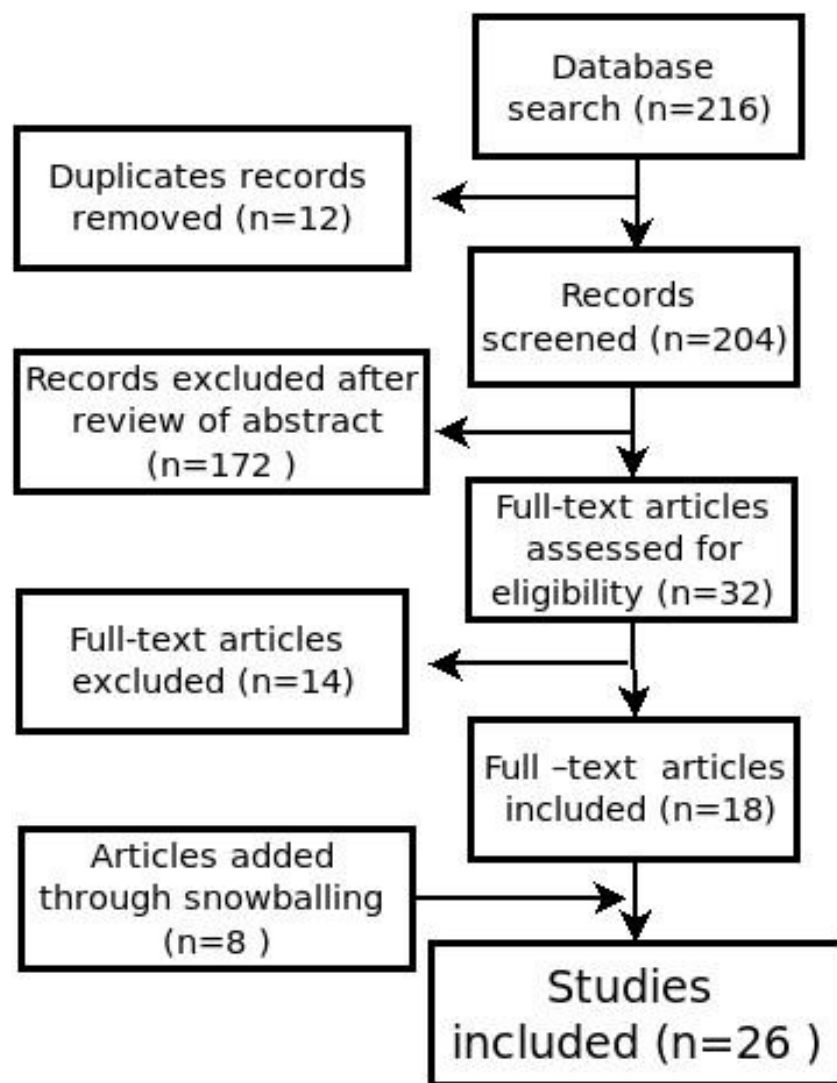 Database
search (n=216)
Duplicates records
removed (n=12)
Records
screened (n=204)
Records excluded after
review of abstract
(n=172 )
Full-text articles
assessed for
eligibility (n=32)
Full-text articles
excluded (n=14)
Full –text  articles
included (n=18)
Articles added
through snowballing
(n=8 )
Studies
included (n=26 )